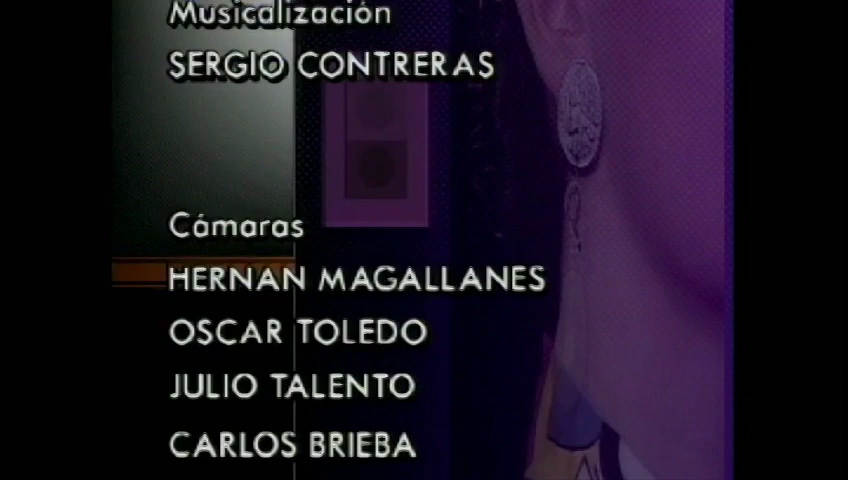 Musicalización
SERGIO CONTRERAS
Cámaras
HERNAN MAGALLANES
OSCAR TOLEDO
JULIO TALENTO
CARLOS BRIEBA